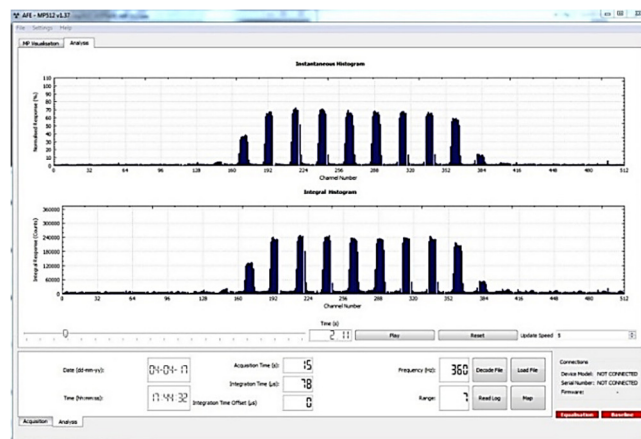 AFE - MP512 v1.37
File Settings Help
MP Visualisation Analysis
Instantaneous Histogram
Normalised Response (%)
110
100
90
80
70
60
50
40
30
20
10
0
0 32 64 96 128 160 192 224 256 288 320 352 384 416 448 480 512
Channel Number
Integral Histogram
Integral Response (Counts)
360000
300000
240000
180000
120000
60000
0
0 32 64 96 128 160 192 224 256 288 320 352 384 416 448 480 512
Channel Number
Time (s)
2 11 Play Reset Update Speed 5
Date (dd-mm-yy): 04-04-17 Acquisition Time (s): 15 Frequency (Hz): 360 Decode File Load File
Integration Time (µs): 78
Time (hh:mm:ss): 17:44:32 Integration Time Offset (µs) 0 Range: 7 Read Log Map
Connections
Device Model: NOT CONNECTED
Serial Number: NOT CONNECTED
Firmware: -
Equalisation Baseline
Acquisition Analysis